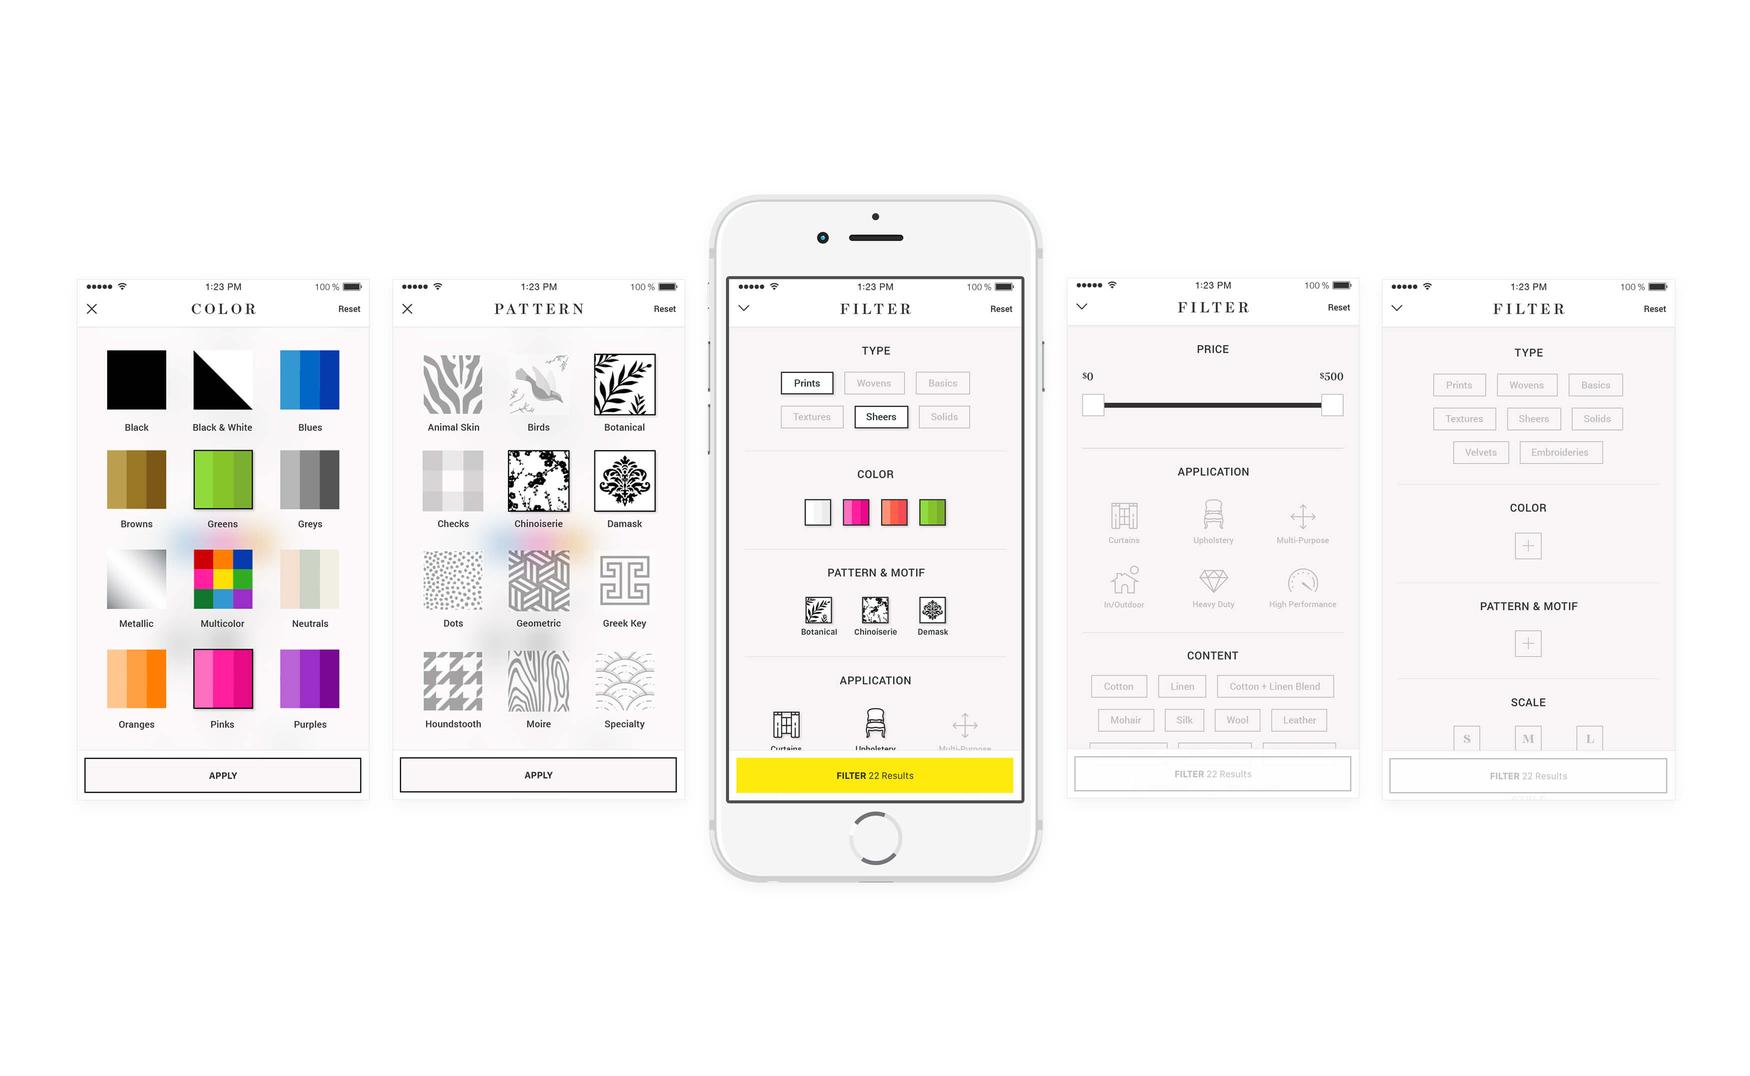 1:23 PM 100 %
COLOR Reset
Black Black & White Blues
Browns Greens Greys
Metallic Multicolor Neutrals
Oranges Pinks Purples
APPLY
1:23 PM 100 %
PATTERN Reset
Animal Skin Birds Botanical
Checks Chinoiserie Damask
Dots Geometric Greek Key
Houndstooth Moire Specialty
APPLY
1:23 PM 100 %
FILTER Reset
TYPE
Prints Wovens Basics
Textures Sheers Solids
COLOR
PATTERN & MOTIF
Botanical Chinoiserie Demask
APPLICATION
Curtains Upholstery Multi-Purpose
FILTER 22 Results
1:23 PM 100 %
FILTER Reset
PRICE
$0 $500
APPLICATION
Curtains Upholstery Multi-Purpose
In/Outdoor Heavy Duty High Performance
CONTENT
Cotton Linen Cotton + Linen Blend
Mohair Silk Wool Leather
FILTER 22 Results
1:23 PM 100 %
FILTER Reset
TYPE
Prints Wovens Basics
Textures Sheers Solids
Velvets Embroideries
COLOR
PATTERN & MOTIF
SCALE
S M L
FILTER 22 Results